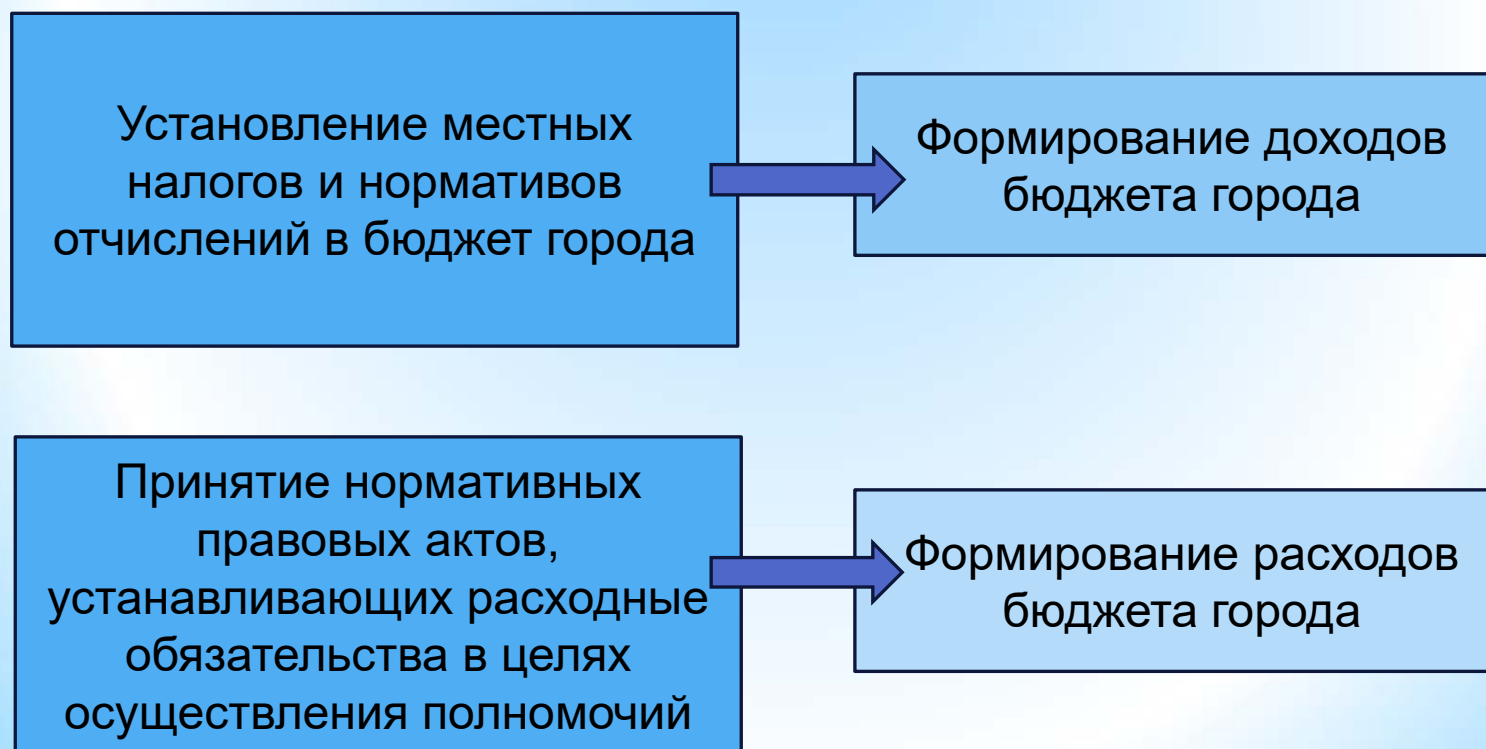 Установление местных
налогов и нормативов
отчислений в бюджет города
Формирование доходов
бюджета города
Принятие нормативных
правовых актов,
устанавливающих расходные
обязательства в целях
осуществления полномочий
Формирование расходов
бюджета города